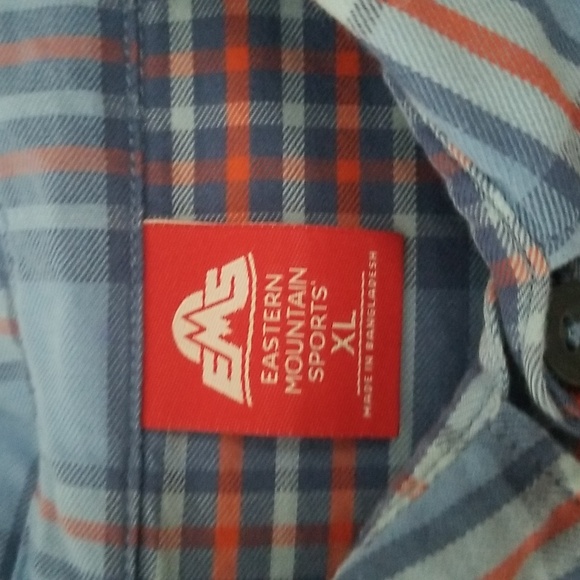 EMS
EASTERN
MOUNTAIN
SPORTS
XL
MADE IN BANGLADESH